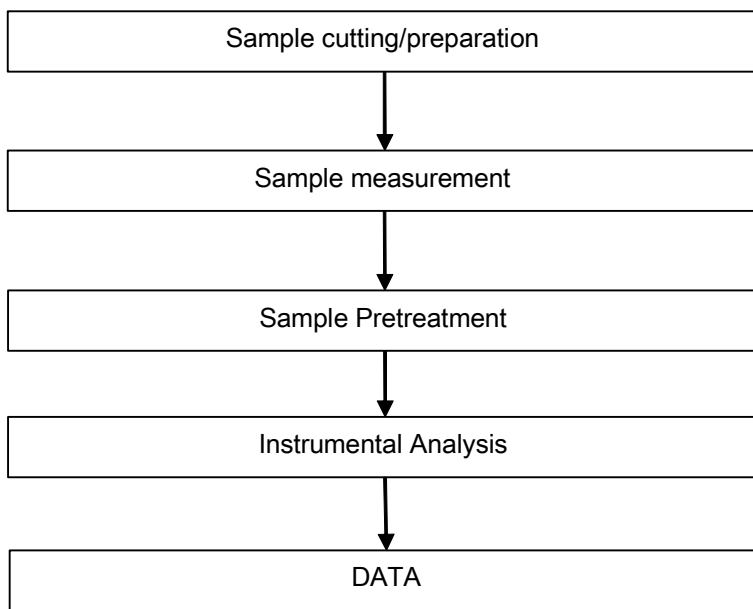 Sample cutting/preparation
Sample measurement
Sample Pretreatment
Instrumental Analysis
DATA